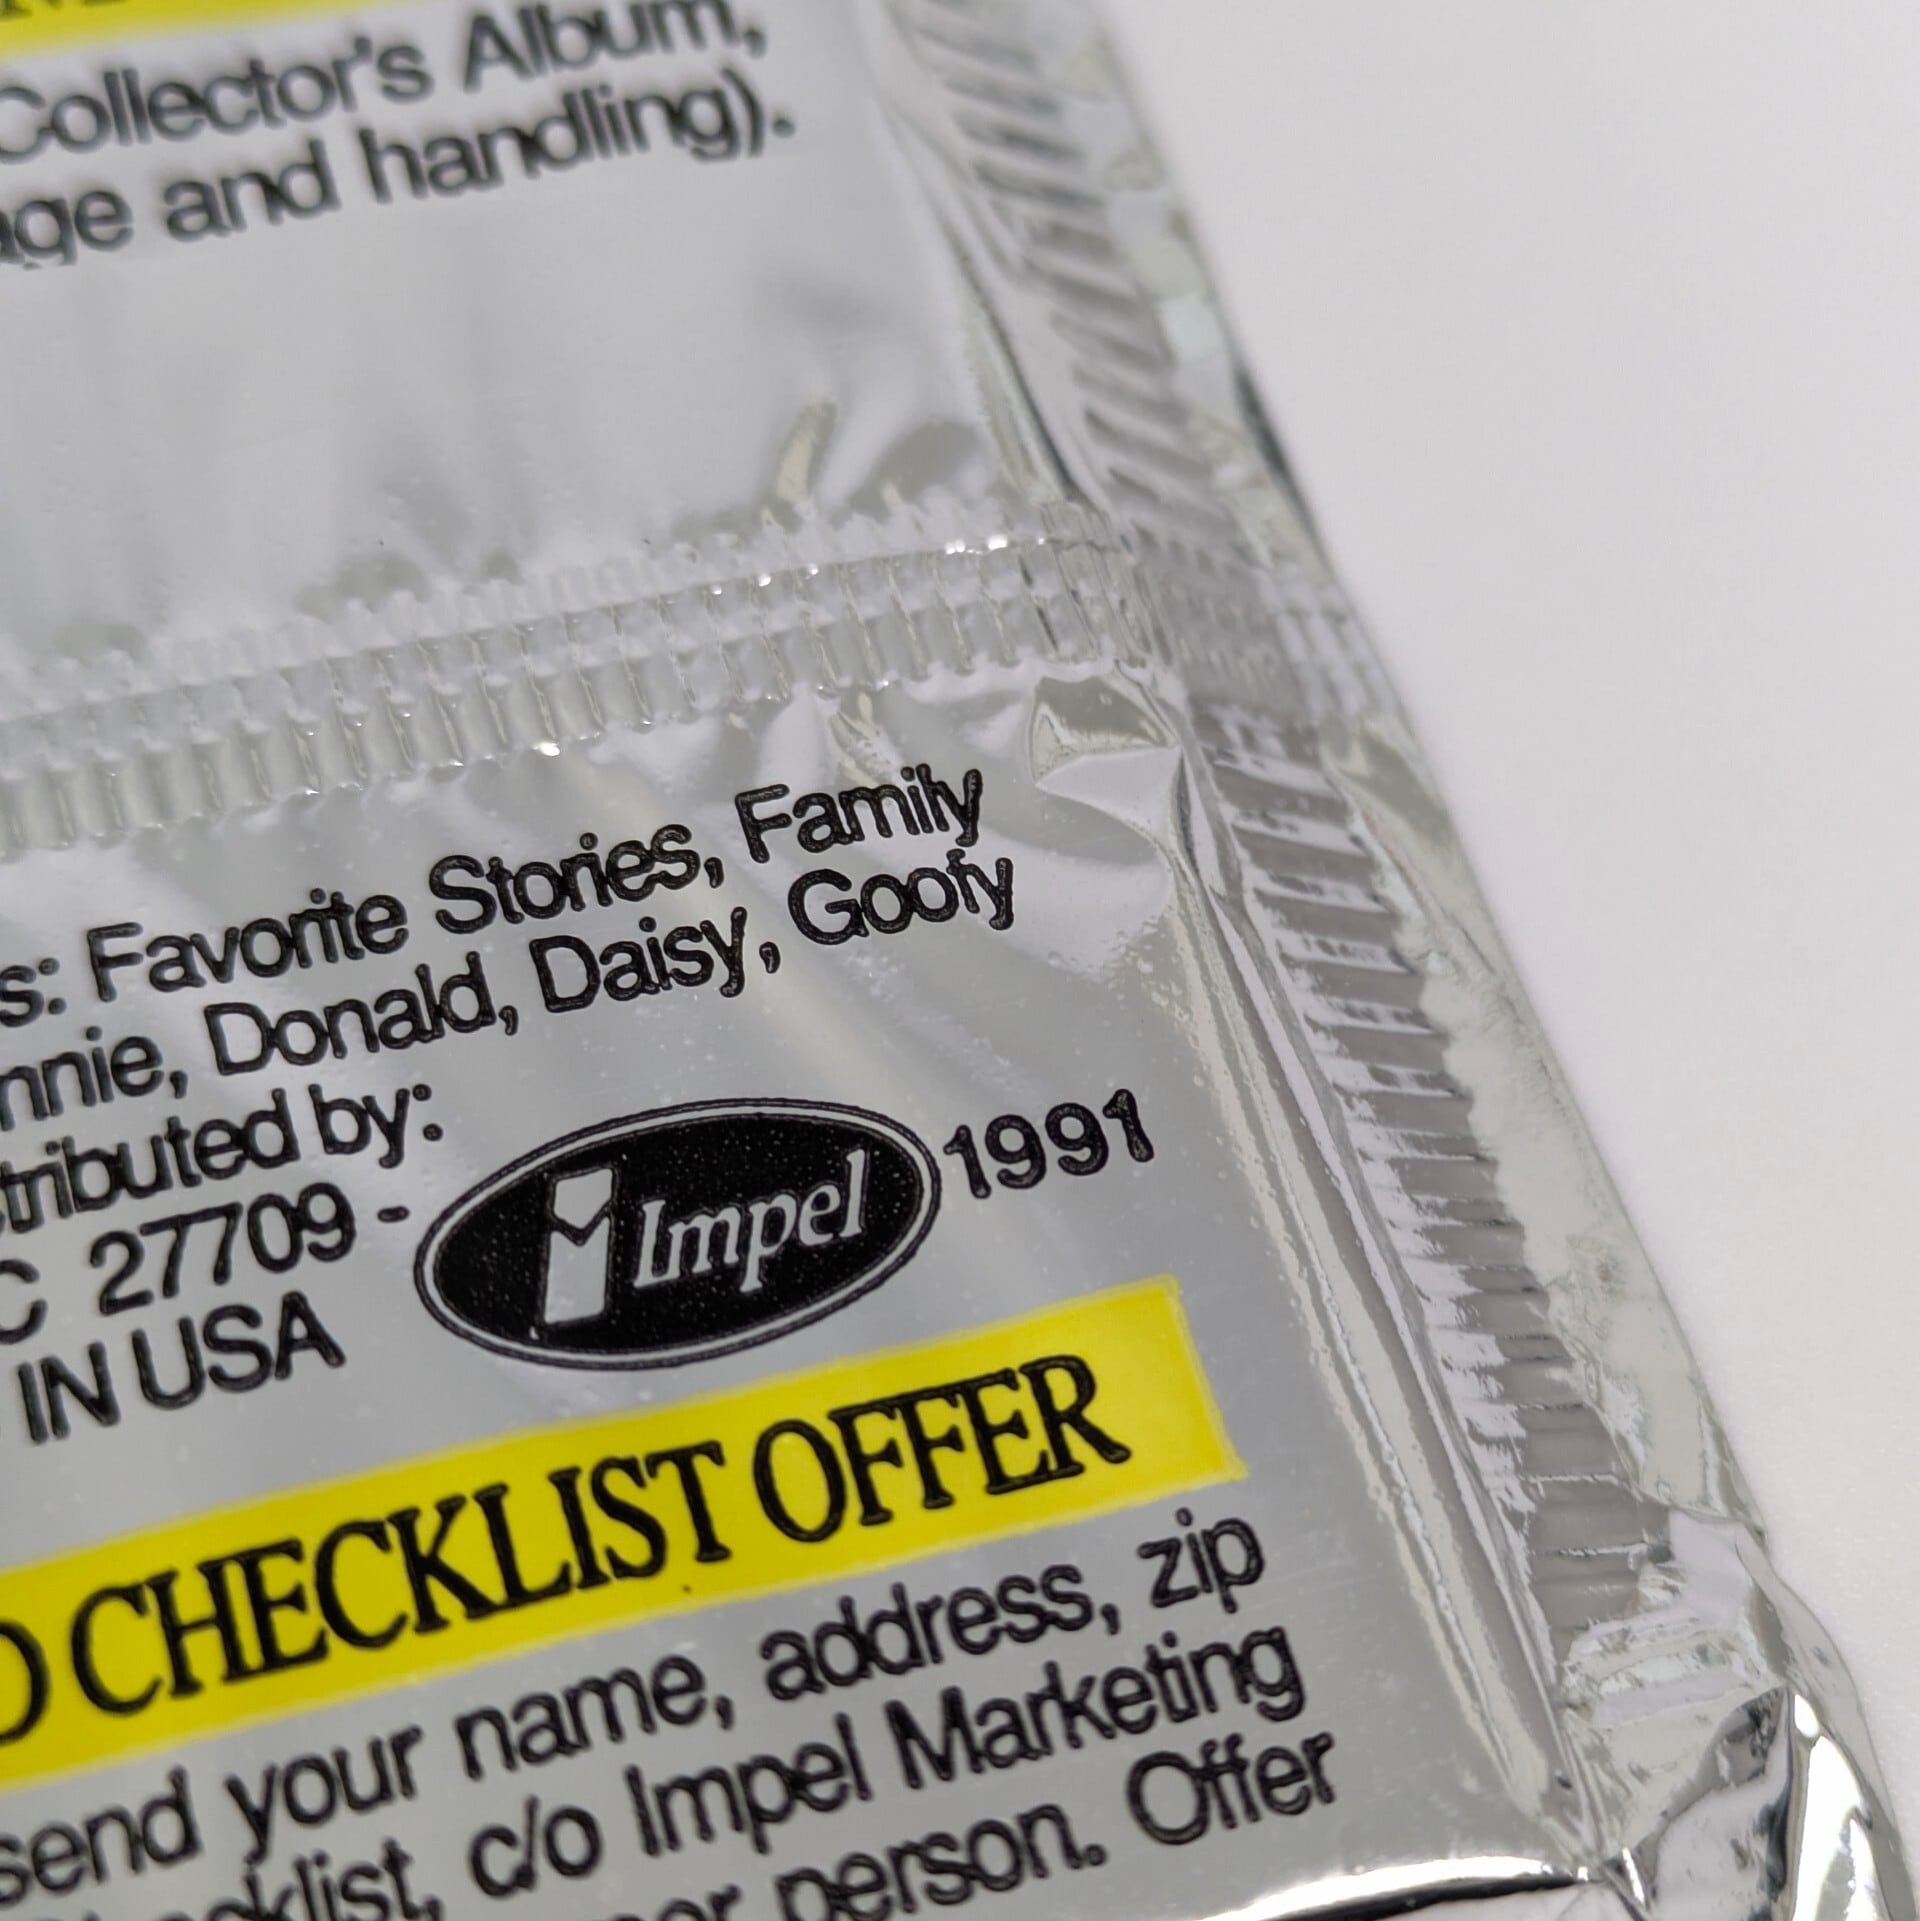 Collector's Album,
age and handling).
s: Favorite Stories, Family
nnie, Donald, Daisy, Goofy
tributed by:
C 27709 - Impel 1991
IN USA
CHECKLIST OFFER
send your name, address, zip
cklist, c/o Impel Marketing
per person. Offer